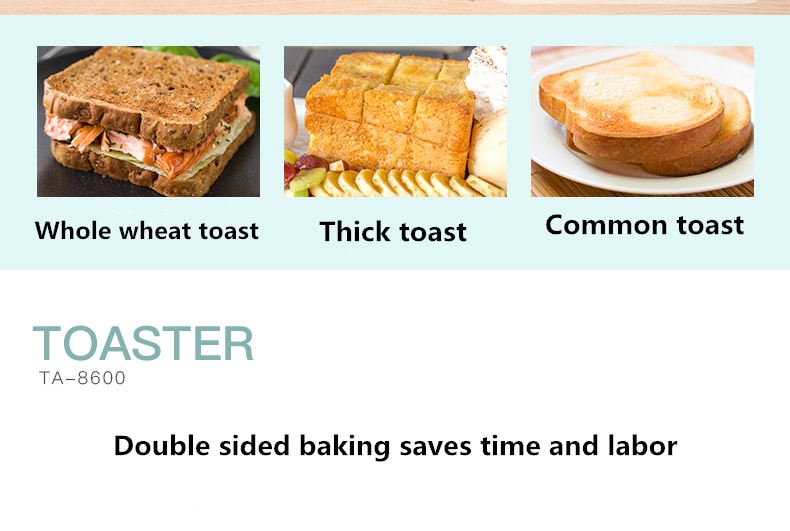 Whole wheat toast
Thick toast
Common toast
TOASTER
TA-8600
Double sided baking saves time and labor